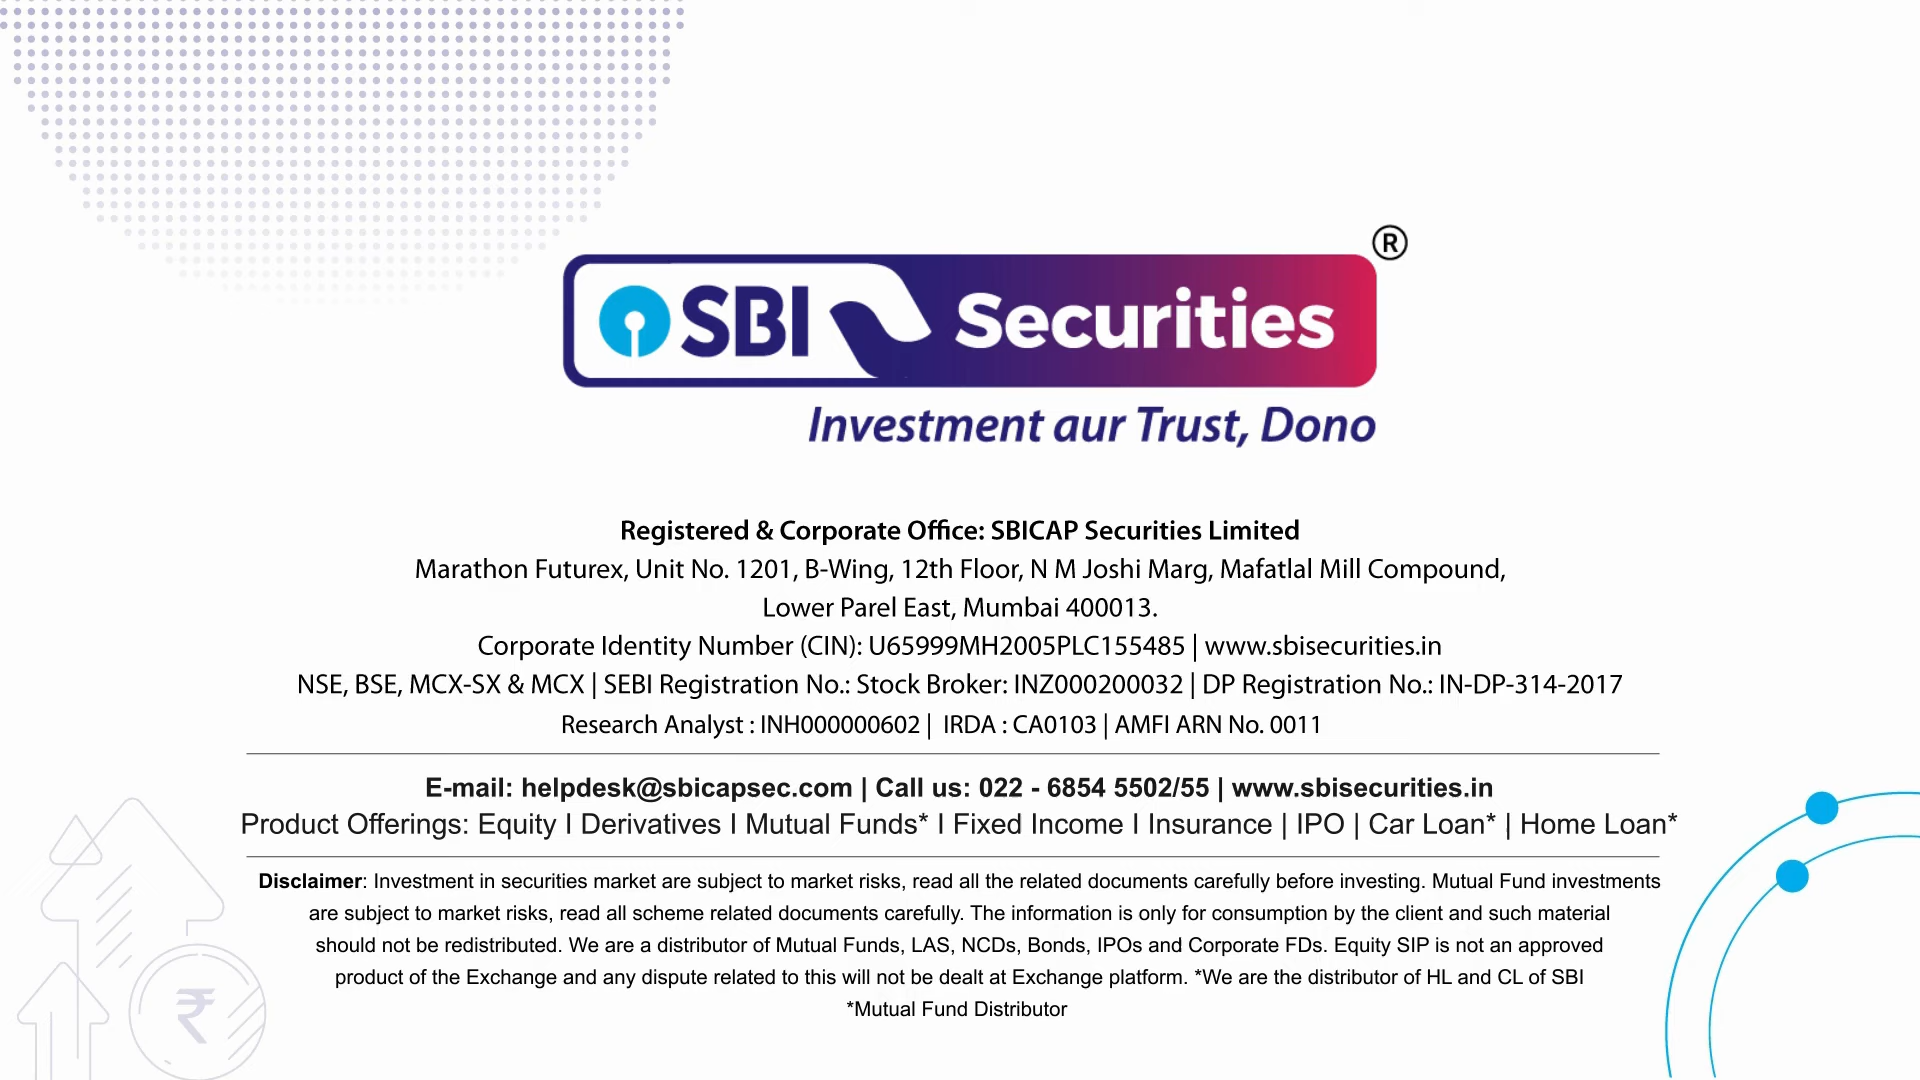 ®
SBI Securities
Investment aur Trust, Dono
Registered & Corporate Office: SBICAP Securities Limited
Marathon Futurex, Unit No. 1201, B-Wing, 12th Floor, N M Joshi Marg, Mafatlal Mill Compound,
Lower Parel East, Mumbai 400013.
Corporate Identity Number (CIN): U65999MH2005PLC155485 | www.sbisecurities.in
NSE, BSE, MCX-SX & MCX | SEBI Registration No.: Stock Broker: INZ000200032 | DP Registration No.: IN-DP-314-2017
Research Analyst : INH000000602 | IRDA : CA0103 | AMFI ARN No. 0011
E-mail: helpdesk@sbicapsec.com | Call us: 022 - 6854 5502/55 | www.sbisecurities.in
Product Offerings: Equity I Derivatives I Mutual Funds* I Fixed Income I Insurance | IPO | Car Loan* | Home Loan*
Disclaimer: Investment in securities market are subject to market risks, read all the related documents carefully before investing. Mutual Fund investments
are subject to market risks, read all scheme related documents carefully. The information is only for consumption by the client and such material
should not be redistributed. We are a distributor of Mutual Funds, LAS, NCDs, Bonds, IPOs and Corporate FDs. Equity SIP is not an approved
product of the Exchange and any dispute related to this will not be dealt at Exchange platform. *We are the distributor of HL and CL of SBI
*Mutual Fund Distributor
₹